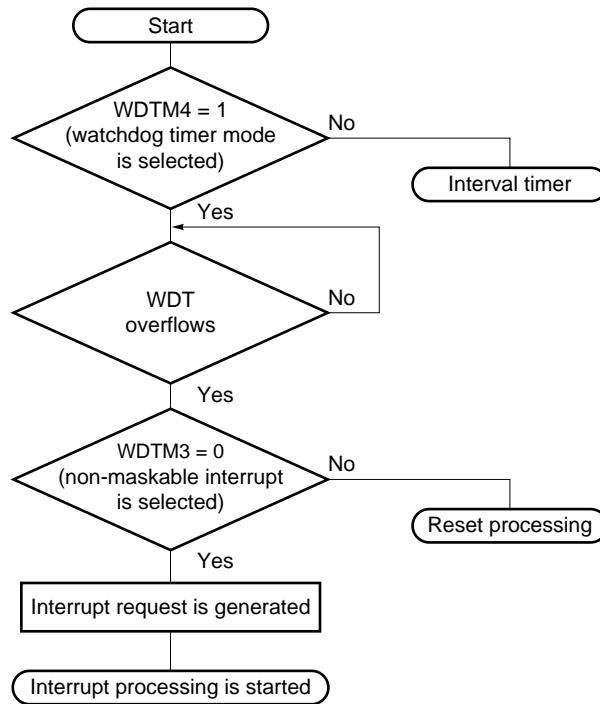 Start
WDTM4 = 1
(watchdog timer mode
is selected)
No
Interval timer
Yes
WDT
overflows
No
Yes
WDTM3 = 0
(non-maskable interrupt
is selected)
No
Reset processing
Yes
Interrupt request is generated
Interrupt processing is started